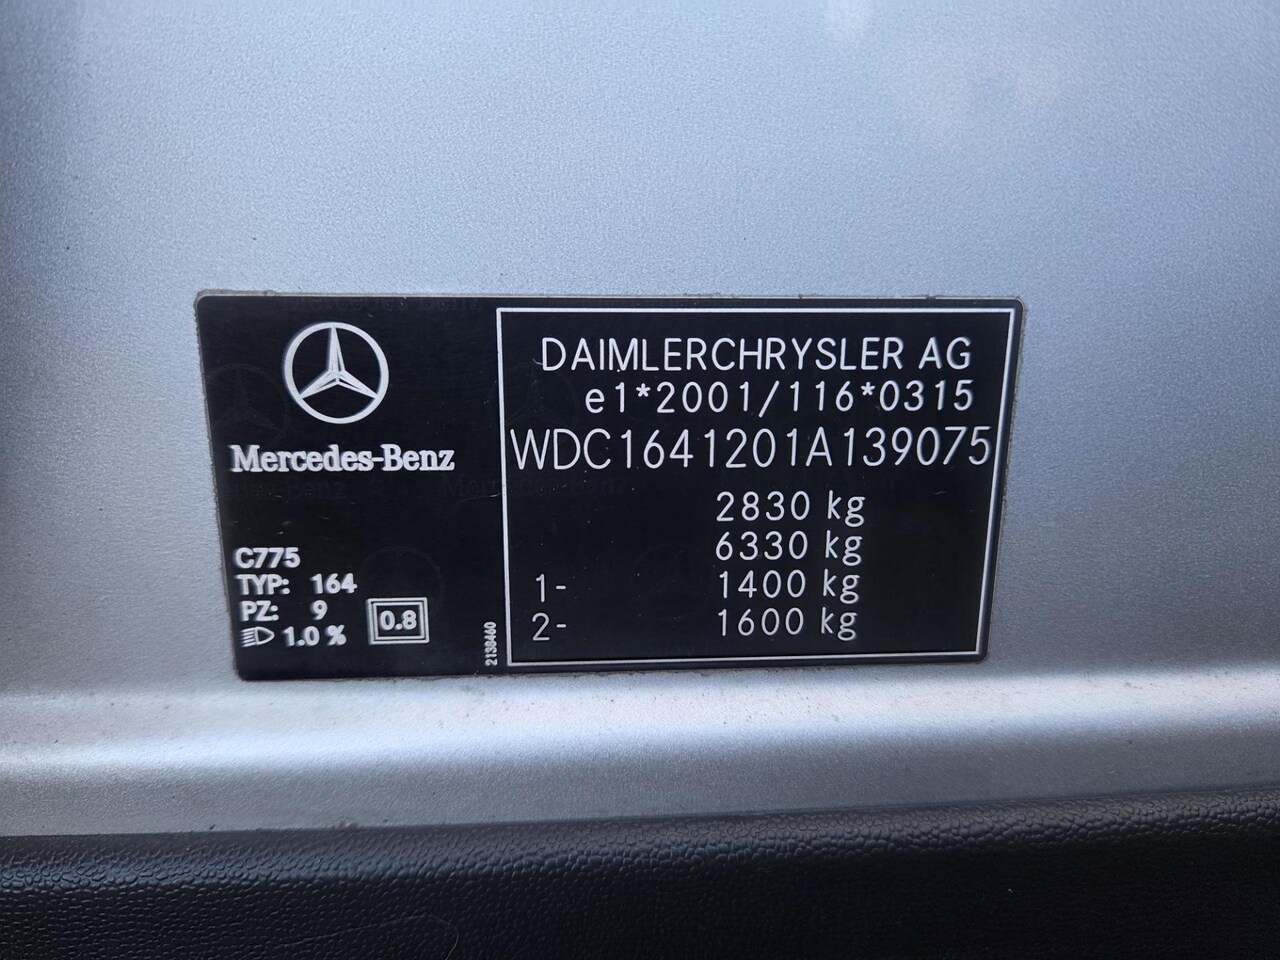 Mercedes-Benz
C775
TYP: 164
PZ: 9
1.0 %
0.8
2138460
DAIMLERCHRYSLER AG
e1*2001/116*0315
WDC1641201A139075
2830 kg
6330 kg
1- 1400 kg
2- 1600 kg